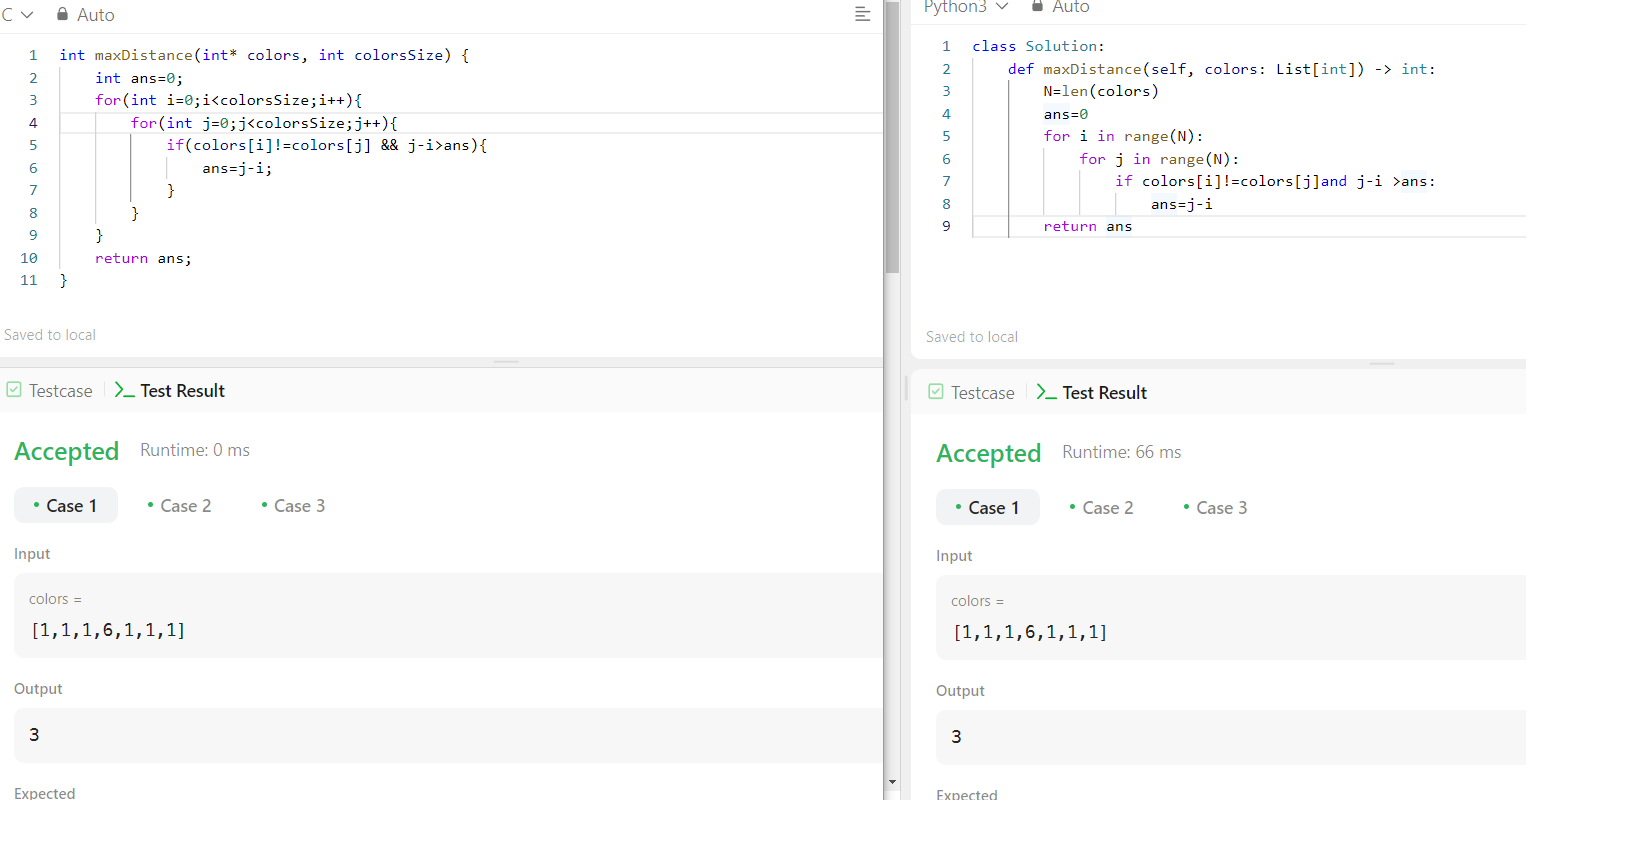 C Auto
1 int maxDistance(int* colors, int colorsSize) {
2 int ans=0;
3 for(int i=0;i<colorsSize;i++){
4 for(int j=0;j<colorsSize;j++){
5 if(colors[i]!=colors[j] && j-i>ans){
6 ans=j-i;
7 }
8 }
9 }
10 return ans;
11 }
Saved to local
Testcase >_ Test Result
Accepted Runtime: 0 ms
• Case 1 • Case 2 • Case 3
Input
colors =
[1,1,1,6,1,1,1]
Output
3
Expected
Python3 Auto
1 class Solution:
2 def maxDistance(self, colors: List[int]) -> int:
3 N=len(colors)
4 ans=0
5 for i in range(N):
6 for j in range(N):
7 if colors[i]!=colors[j]and j-i >ans:
8 ans=j-i
9 return ans
Saved to local
Testcase >_ Test Result
Accepted Runtime: 66 ms
• Case 1 • Case 2 • Case 3
Input
colors =
[1,1,1,6,1,1,1]
Output
3
Expected